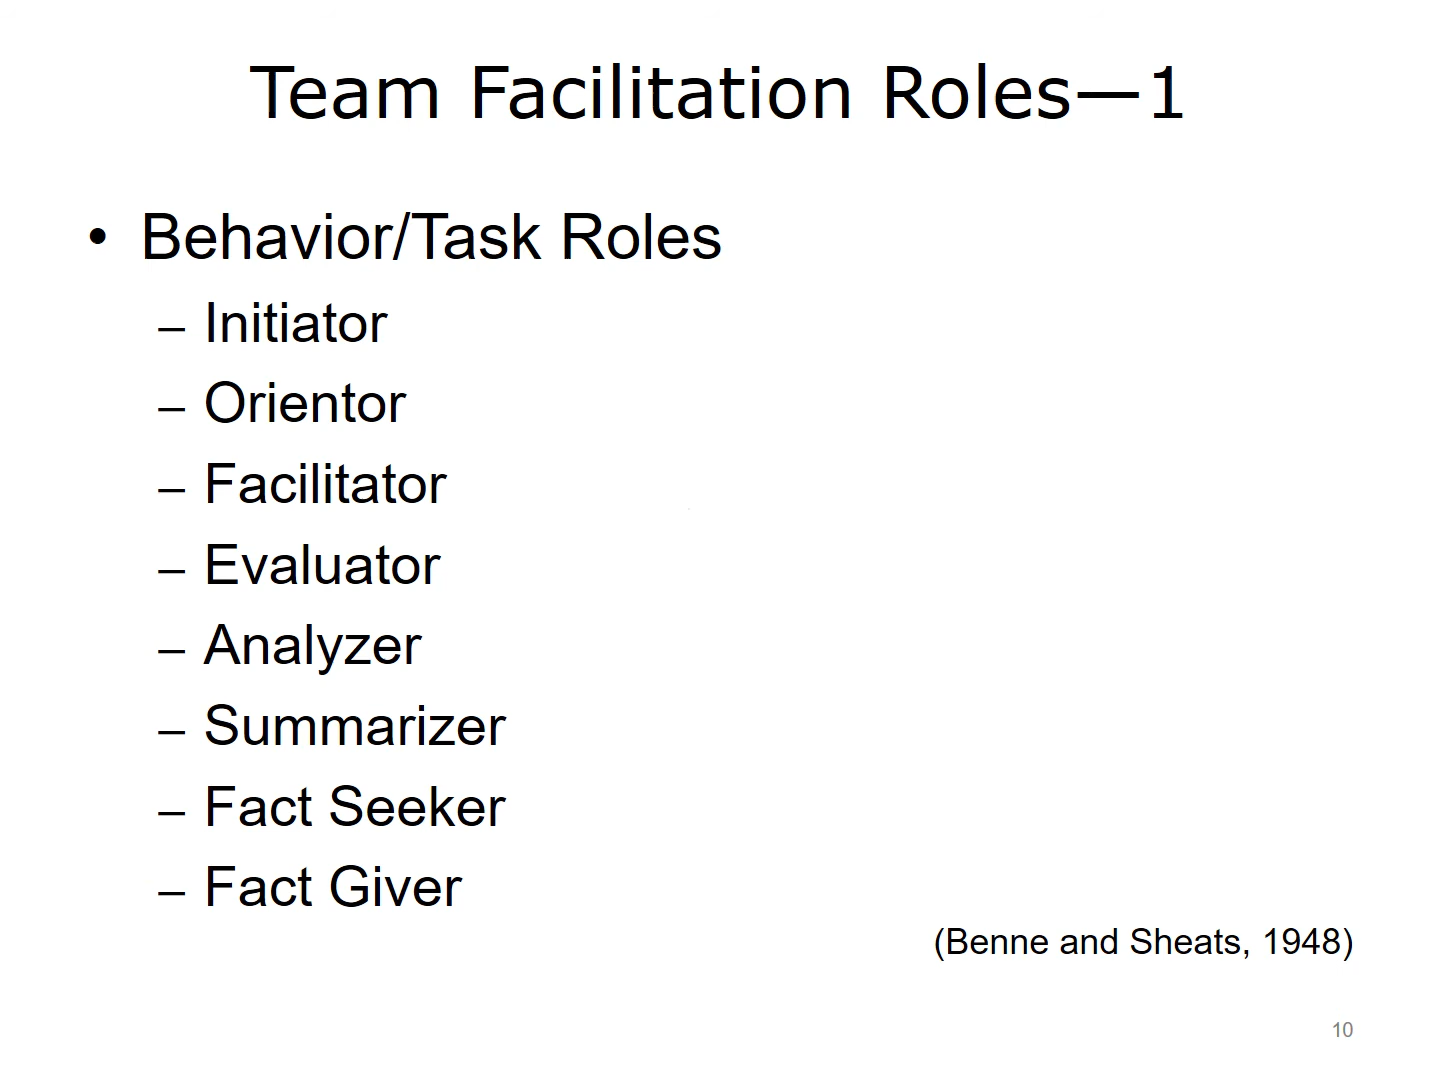 Team Facilitation Roles—1
• Behavior/Task Roles
– Initiator
– Orientor
– Facilitator
– Evaluator
– Analyzer
– Summarizer
– Fact Seeker
– Fact Giver
(Benne and Sheats, 1948)
10